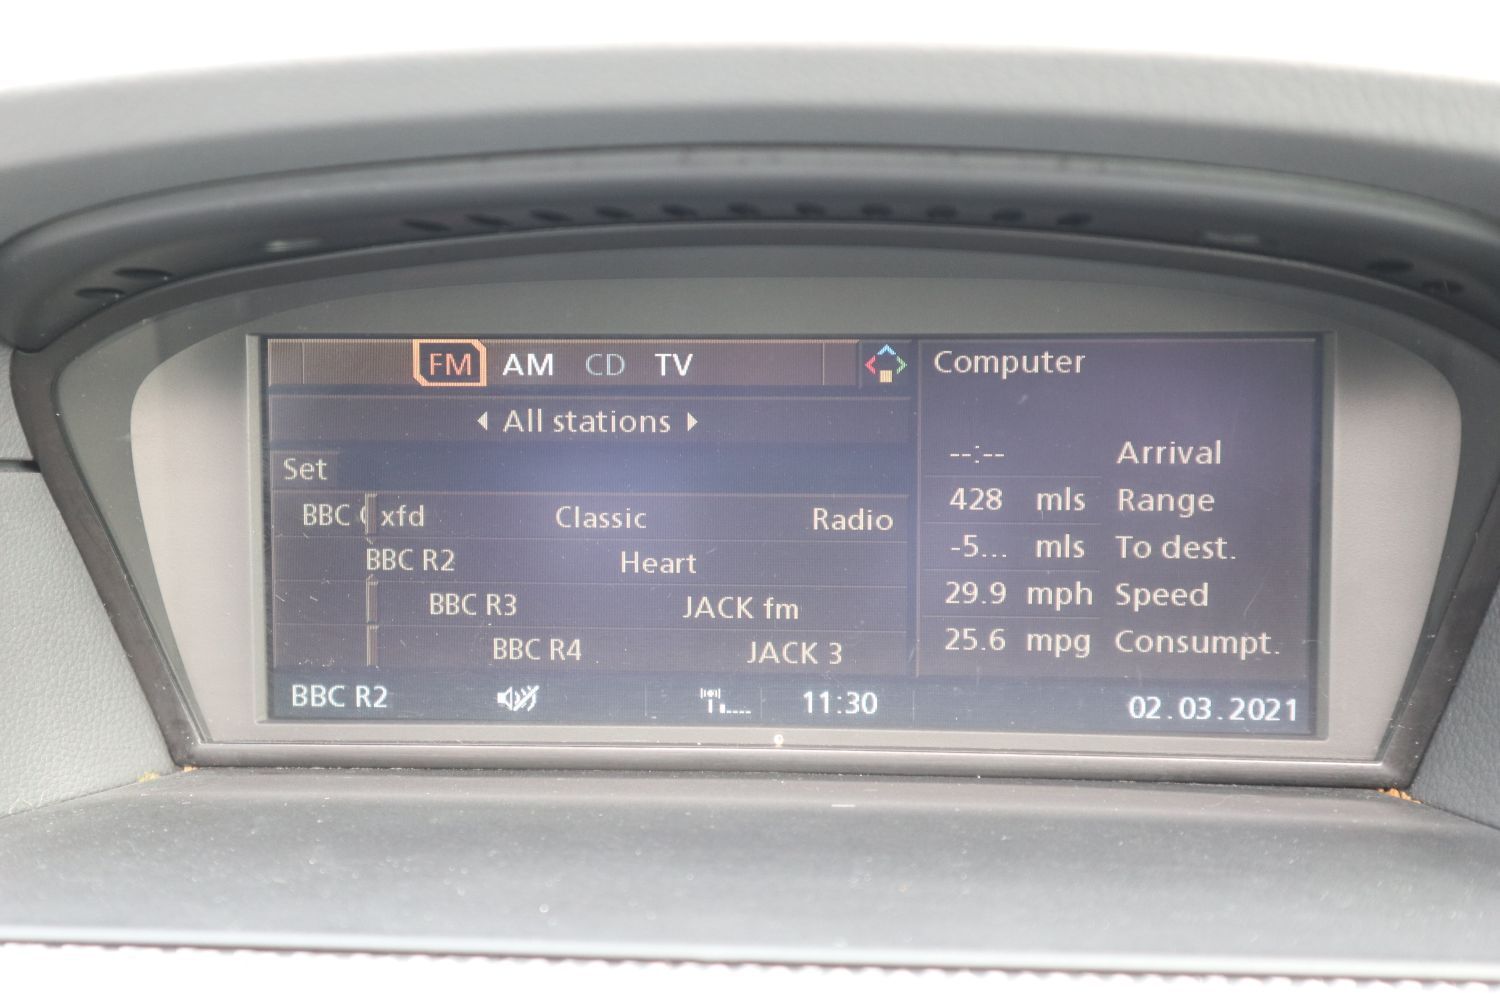 FM AM CD TV
All stations
Set
BBC Oxfd Classic Radio
BBC R2 Heart
BBC R3 JACK fm
BBC R4 JACK 3
BBC R2 11:30 02.03.2021
Computer
--:-- Arrival
428 mls Range
-5... mls To dest.
29.9 mph Speed
25.6 mpg Consumpt.